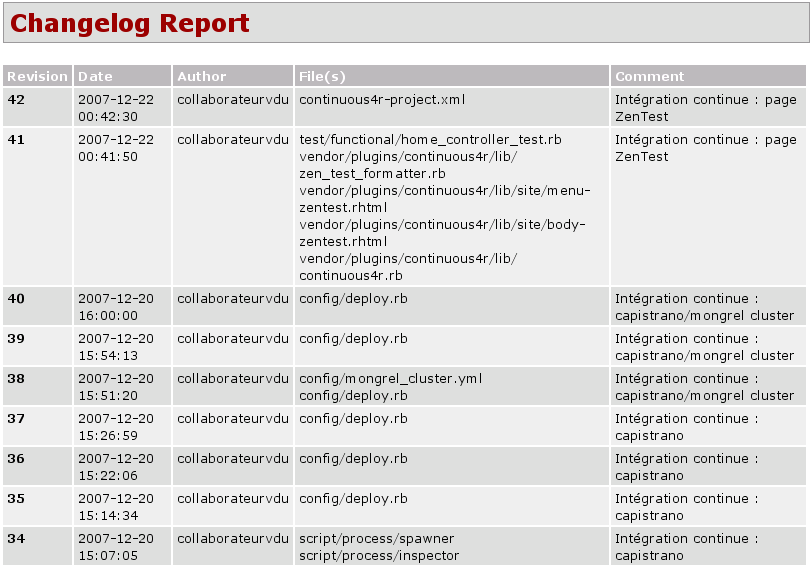 Changelog Report
Revision Date Author File(s) Comment
42 2007-12-22 collaborateurvdu continuous4r-project.xml Intégration continue : page
00:42:30 ZenTest
41 2007-12-22 collaborateurvdu test/functional/home_controller_test.rb Intégration continue : page
00:41:50 vendor/plugins/continuous4r/lib/ ZenTest
zen_test_formatter.rb
vendor/plugins/continuous4r/lib/site/menu-
zentest.rhtml
vendor/plugins/continuous4r/lib/site/body-
zentest.rhtml
vendor/plugins/continuous4r/lib/
continuous4r.rb
40 2007-12-20 collaborateurvdu config/deploy.rb Intégration continue :
16:00:00 capistrano/mongrel cluster
39 2007-12-20 collaborateurvdu config/deploy.rb Intégration continue :
15:54:13 capistrano/mongrel cluster
38 2007-12-20 collaborateurvdu config/mongrel_cluster.yml Intégration continue :
15:51:20 config/deploy.rb capistrano/mongrel cluster
37 2007-12-20 collaborateurvdu config/deploy.rb Intégration continue :
15:26:59 capistrano
36 2007-12-20 collaborateurvdu config/deploy.rb Intégration continue :
15:22:06 capistrano
35 2007-12-20 collaborateurvdu config/deploy.rb Intégration continue :
15:14:34 capistrano
34 2007-12-20 collaborateurvdu script/process/spawner Intégration continue :
15:07:05 script/process/inspector capistrano